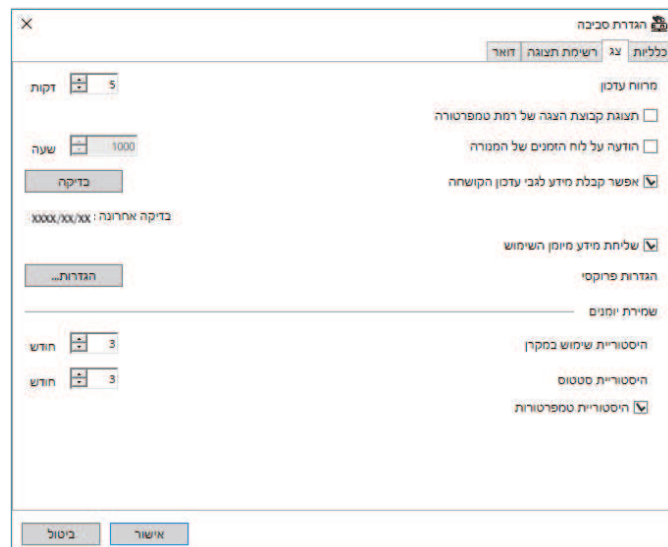 הגדרת סביבה
כלליות צג רשימת תצוגה דואר
מרווח עדכון 5 דקות
תצוגת קבוצת הצגה של רמת טמפרטורה
הודעה על לוח הזמנים של המנורה 1000 שעה
אפשר קבלת מידע לגבי עדכון הקושחה בדיקה
בדיקה אחרונה : xxxx/xx/xx
שליחת מידע מיומן השימוש
הגדרות פרוקסי הגדרות...
שמירת יומנים
היסטוריית שימוש במקרן 3 חודש
היסטוריית סטטוס 3 חודש
היסטוריית טמפרטורות
אישור ביטול